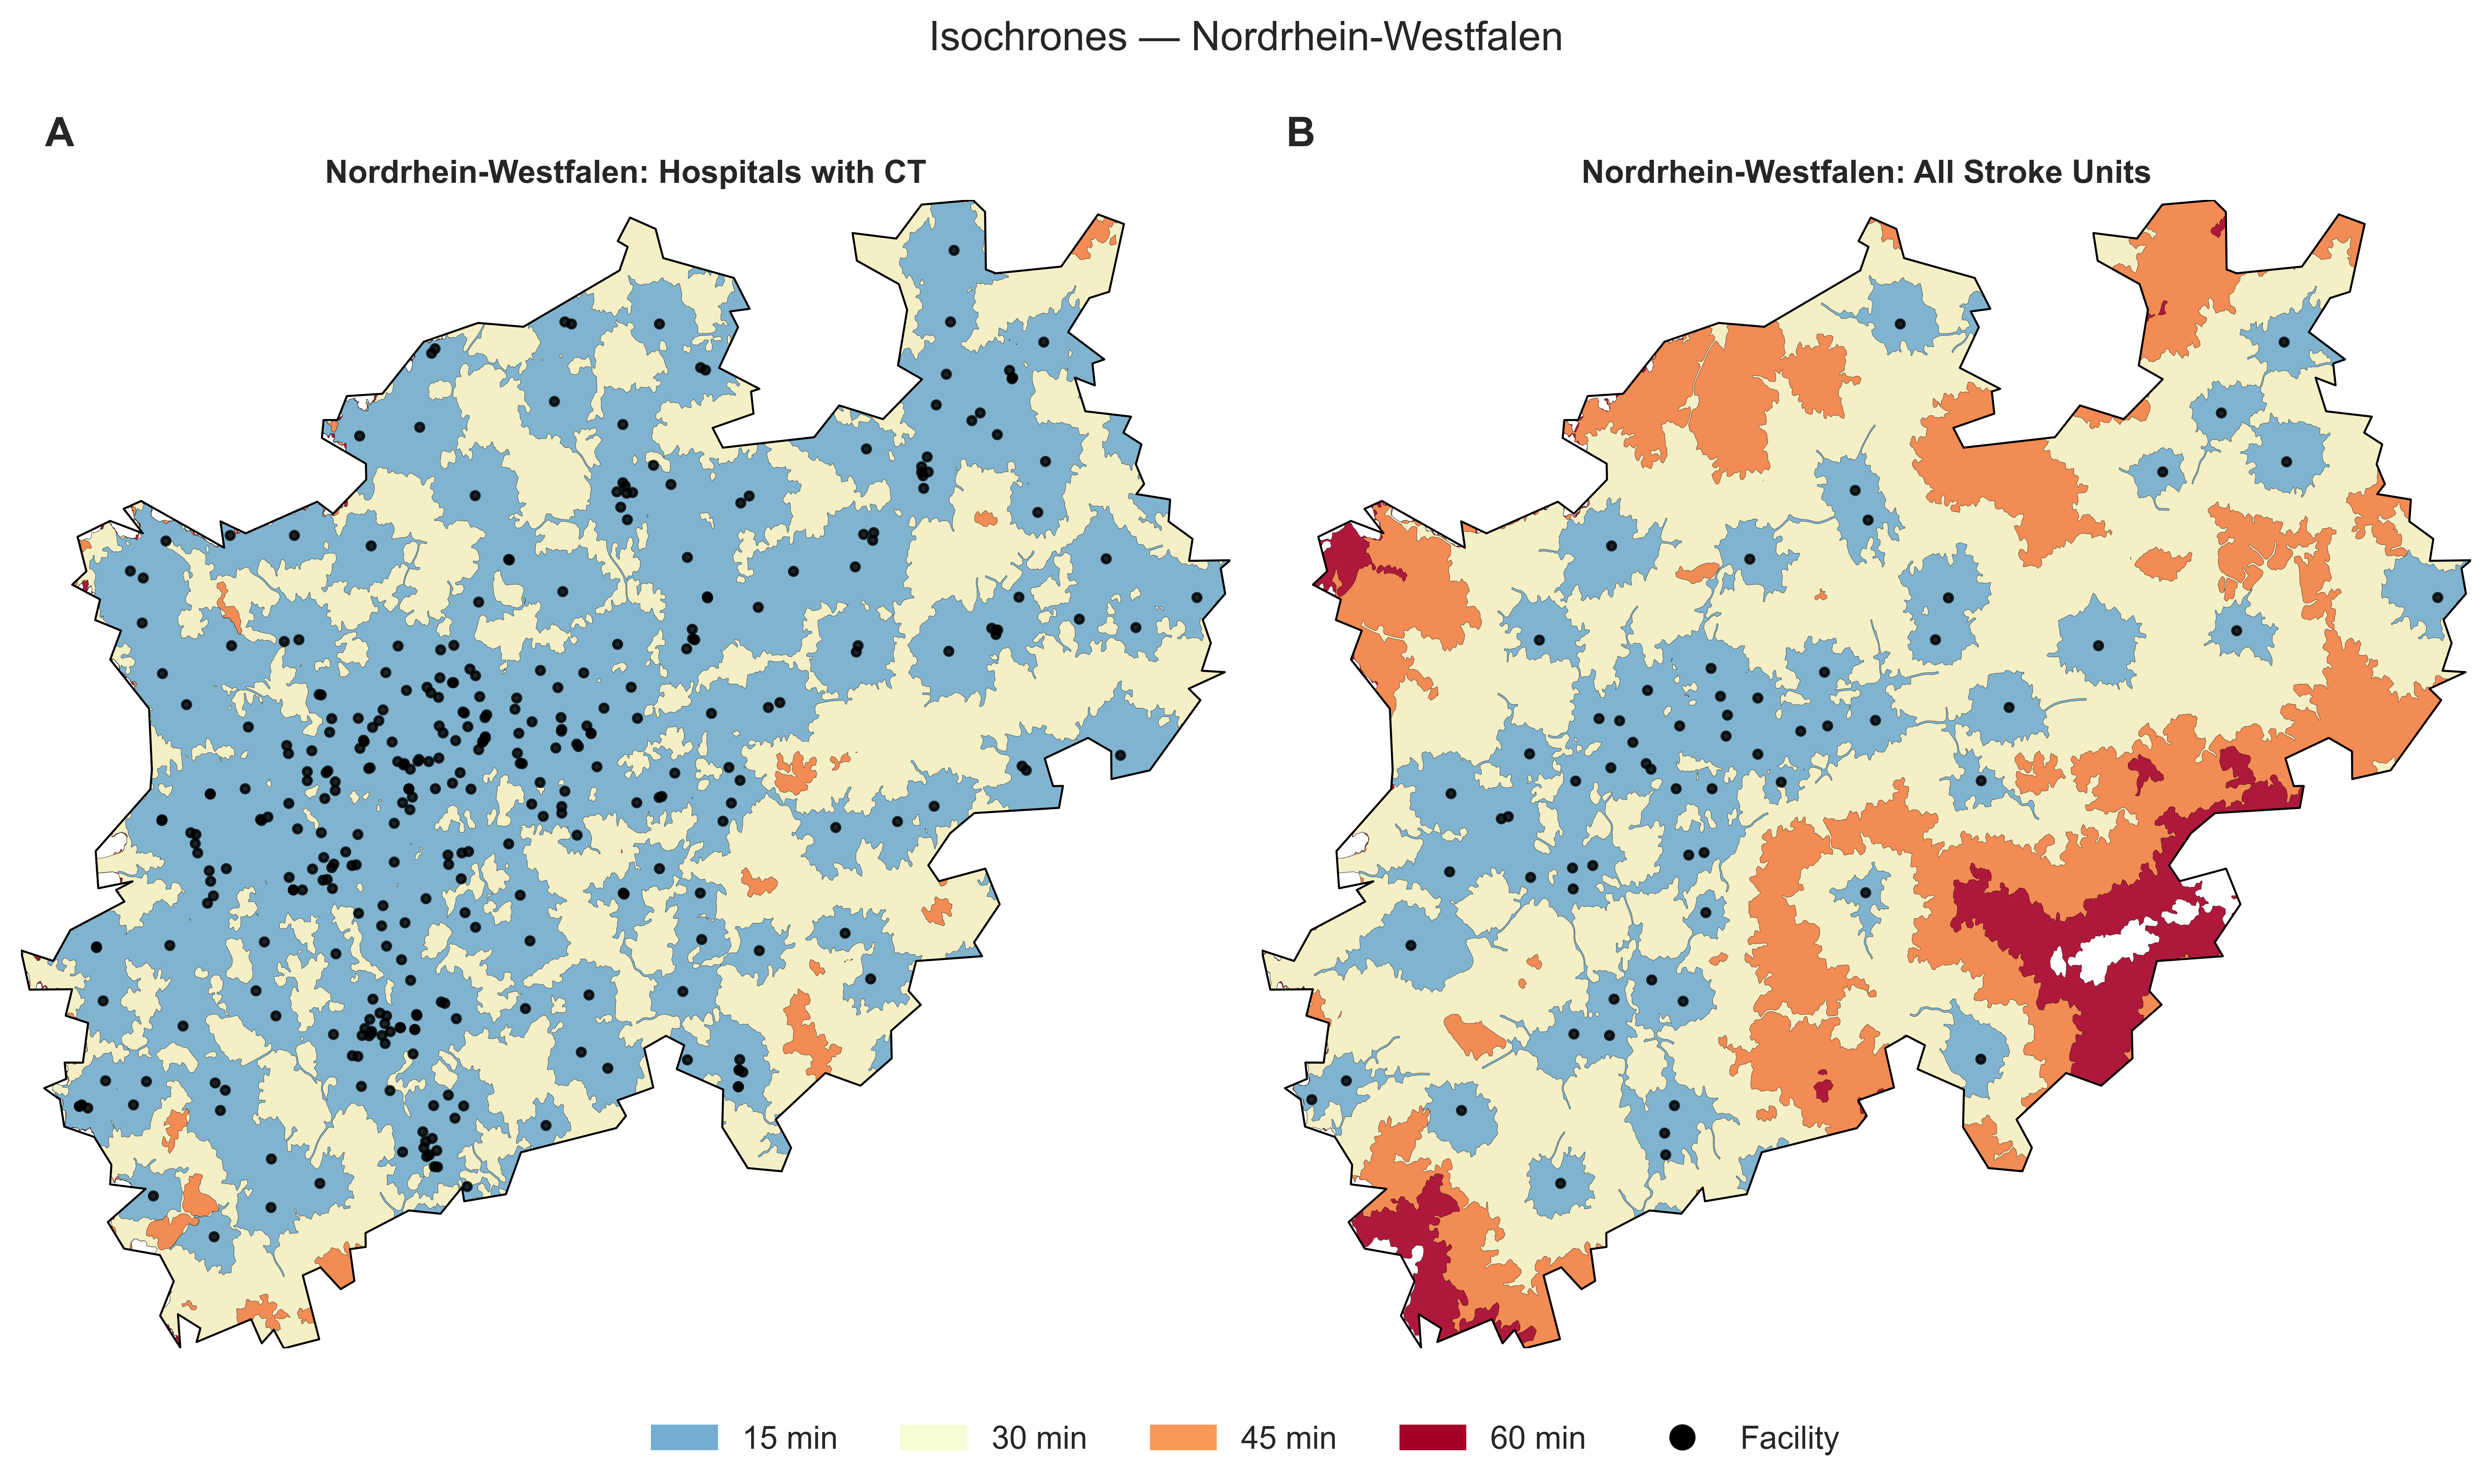 Isochrones — Nordrhein-Westfalen
A
Nordrhein-Westfalen: Hospitals with CT
B
Nordrhein-Westfalen: All Stroke Units
15 min
30 min
45 min
60 min
Facility